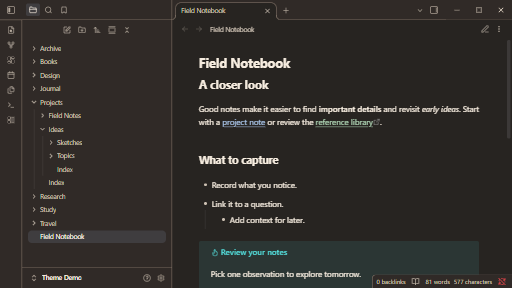 Field Notebook
Field Notebook
Archive
Books
Design
Journal
Projects
Field Notes
Ideas
Sketches
Topics
Index
Index
Research
Study
Travel
Field Notebook
Theme Demo
Field Notebook
A closer look
Good notes make it easier to find important details and revisit early ideas. Start
with a project note or review the reference library.
What to capture
Record what you notice.
Link it to a question.
Add context for later.
Review your notes
Pick one observation to explore tomorrow.
0 backlinks 81 words 577 characters